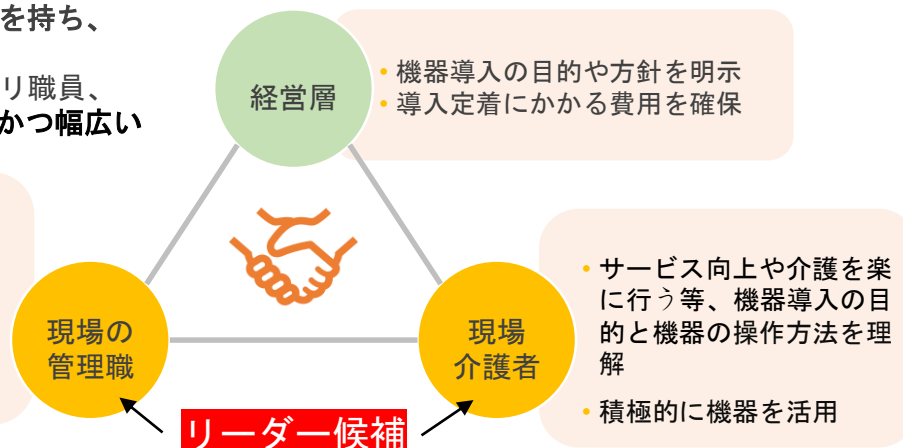 を持ち、
リ職員、
かつ幅広い
経営層
• 機器導入の目的や方針を明示
• 導入定着にかかる費用を確保
現場の
管理職
現場
介護者
• サービス向上や介護を楽
に行う等、機器導入の目
的と機器の操作方法を理
解
• 積極的に機器を活用
リーダー候補